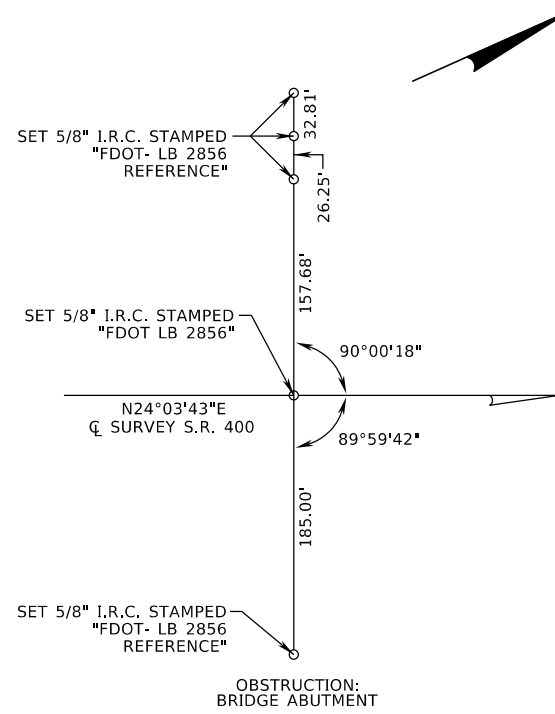 32.81'
SET 5/8" I.R.C. STAMPED
"FDOT- LB 2856
REFERENCE"
26.25'
157.68'
SET 5/8" I.R.C. STAMPED
"FDOT LB 2856"
90°00'18"
N24°03'43"E
℄ SURVEY S.R. 400
89°59'42"
185.00'
SET 5/8" I.R.C. STAMPED
"FDOT- LB 2856
REFERENCE"
OBSTRUCTION:
BRIDGE ABUTMENT